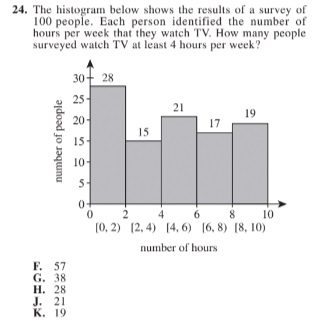 24. The histogram below shows the results of a survey of
100 people. Each person identified the number of
hours per week that they watch TV. How many people
surveyed watch TV at least 4 hours per week?
number of people
30
25
20
15
10
5
0
28
15
21
17
19
0 2 4 6 8 10
[0, 2) [2, 4) [4, 6) [6, 8) [8, 10)
number of hours
F. 57
G. 38
H. 28
J. 21
K. 19